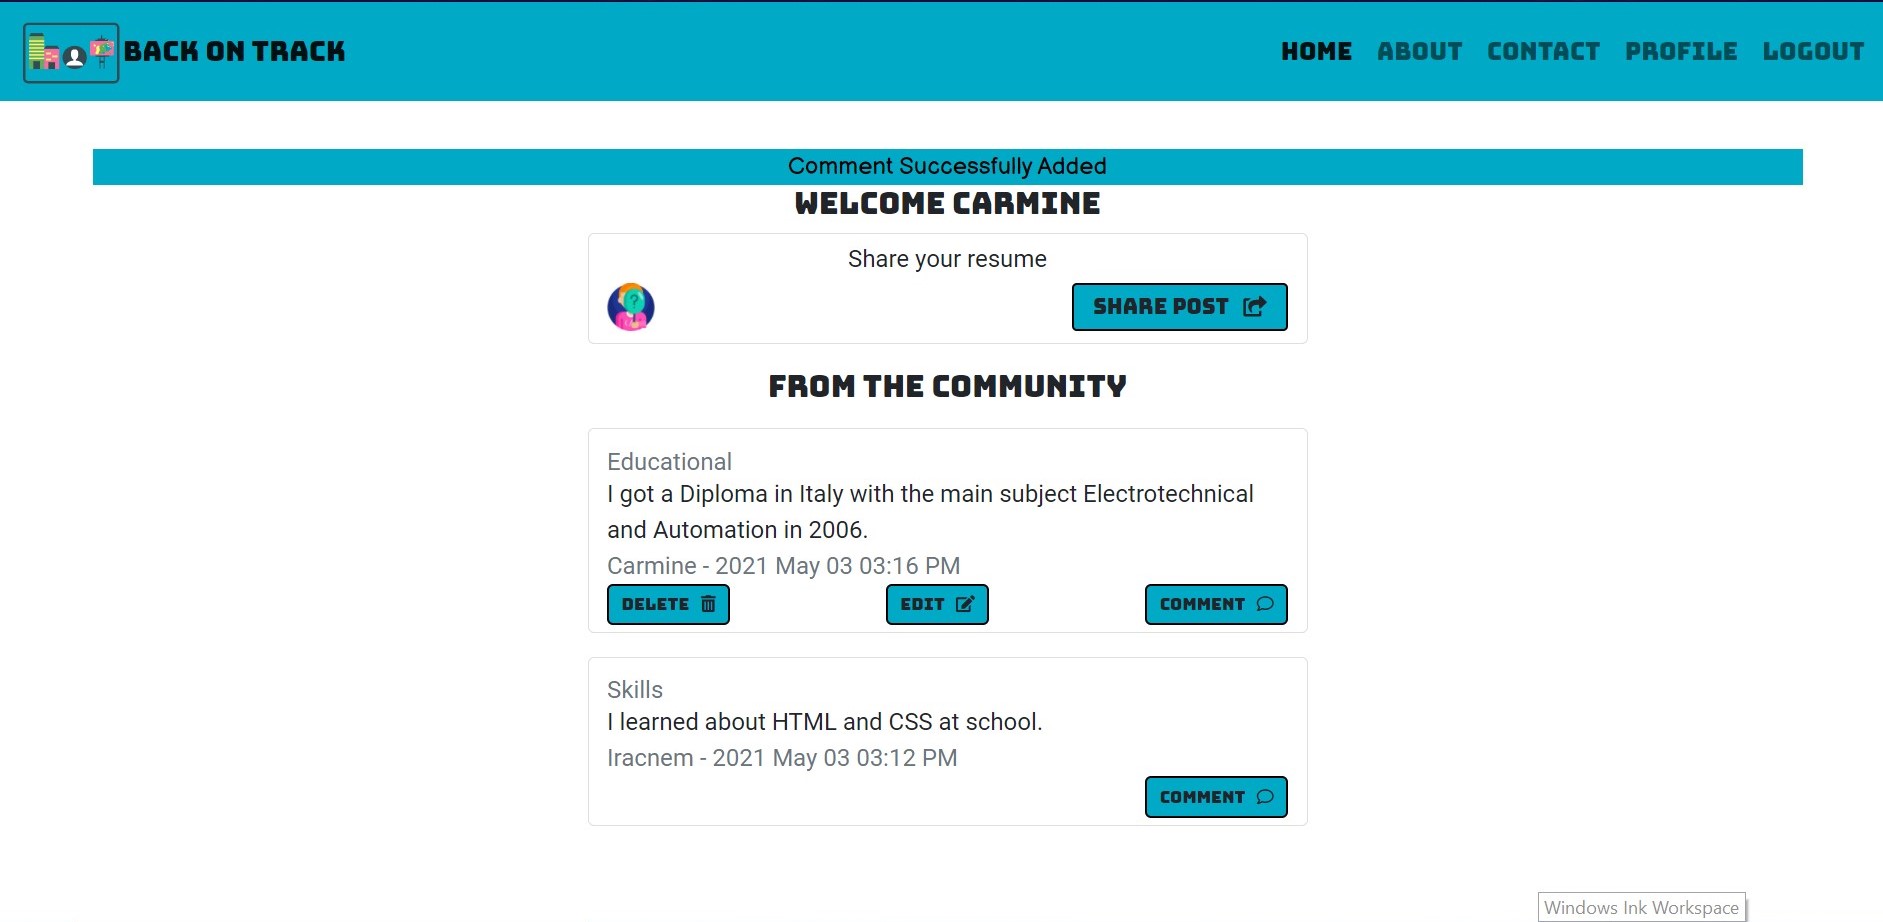 BACK ON TRACK
HOME ABOUT CONTACT PROFILE LOGOUT
Comment Successfully Added
WELCOME CARMINE
Share your resume
SHARE POST
FROM THE COMMUNITY
Educational
I got a Diploma in Italy with the main subject Electrotechnical
and Automation in 2006.
Carmine - 2021 May 03 03:16 PM
DELETE EDIT COMMENT
Skills
I learned about HTML and CSS at school.
Iracnem - 2021 May 03 03:12 PM
COMMENT
Windows Ink Workspace